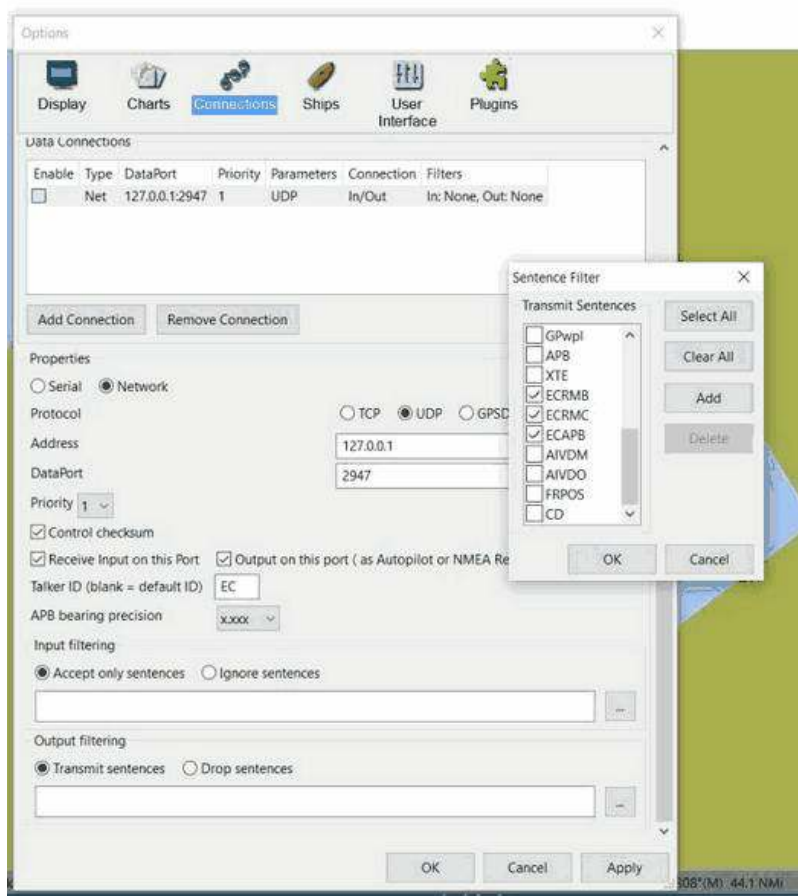 Options
Display Charts Connections Ships User Interface Plugins
Data Connections
Enable Type DataPort Priority Parameters Connection Filters
Net 127.0.0.1:2947 1 UDP In/Out In: None, Out: None
Add Connection Remove Connection
Properties
Serial Network
Protocol TCP UDP GPSD
Address 127.0.0.1
DataPort 2947
Priority 1
Control checksum
Receive Input on this Port Output on this port ( as Autopilot or NMEA Re
Talker ID (blank = default ID) EC
APB bearing precision x.xxx
Input filtering
Accept only sentences Ignore sentences
...
Output filtering
Transmit sentences Drop sentences
...
OK Cancel Apply
Sentence Filter
Transmit Sentences
GPwpl
APB
XTE
ECRMB
ECRMC
ECAPB
AIVDM
AIVDO
FRPOS
CD
Select All
Clear All
Add
Delete
OK Cancel
308°(M) 44.1 NMi